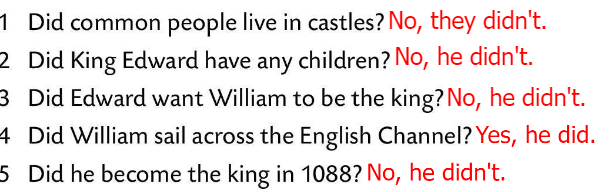 1 Did common people live in castles? No, they didn't.
2 Did King Edward have any children? No, he didn't.
3 Did Edward want William to be the king? No, he didn't.
4 Did William sail across the English Channel? Yes, he did.
5 Did he become the king in 1088? No, he didn't.